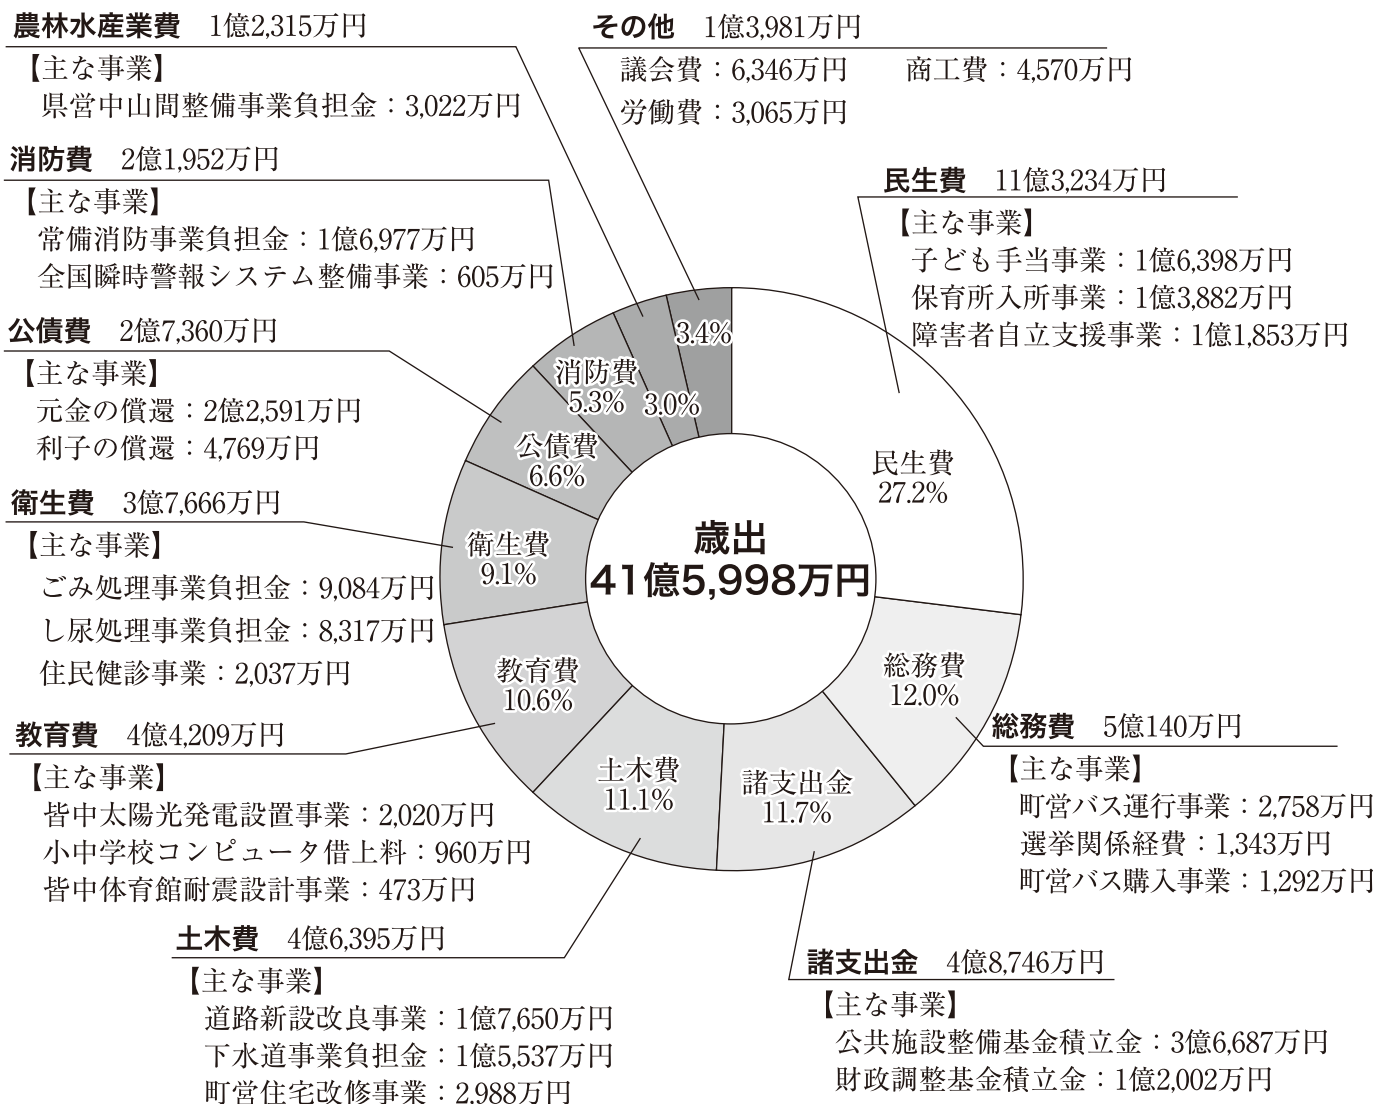 農林水産業費 1億2,315万円
【主な事業】
県営中山間整備事業負担金：3,022万円
消防費 2億1,952万円
【主な事業】
常備消防事業負担金：1億6,977万円
全国瞬時警報システム整備事業：605万円
公債費 2億7,360万円
【主な事業】
元金の償還：2億2,591万円
利子の償還：4,769万円
衛生費 3億7,666万円
【主な事業】
ごみ処理事業負担金：9,084万円
し尿処理事業負担金：8,317万円
住民健診事業：2,037万円
教育費 4億4,209万円
【主な事業】
皆中太陽光発電設置事業：2,020万円
小中学校コンピュータ借上料：960万円
皆中体育館耐震設計事業：473万円
土木費 4億6,395万円
【主な事業】
道路新設改良事業：1億7,650万円
下水道事業負担金：1億5,537万円
町営住宅改修事業：2,988万円
その他 1億3,981万円
議会費：6,346万円 商工費：4,570万円
労働費：3,065万円
民生費 11億3,234万円
【主な事業】
子ども手当事業：1億6,398万円
保育所入所事業：1億3,882万円
障害者自立支援事業：1億1,853万円
総務費 5億140万円
【主な事業】
町営バス運行事業：2,758万円
選挙関係経費：1,343万円
町営バス購入事業：1,292万円
諸支出金 4億8,746万円
【主な事業】
公共施設整備基金積立金：3億6,687万円
財政調整基金積立金：1億2,002万円
歳出
41億5,998万円
民生費
27.2%
総務費
12.0%
諸支出金
11.7%
土木費
11.1%
教育費
10.6%
衛生費
9.1%
公債費
6.6%
消防費
5.3%
3.0%
3.4%